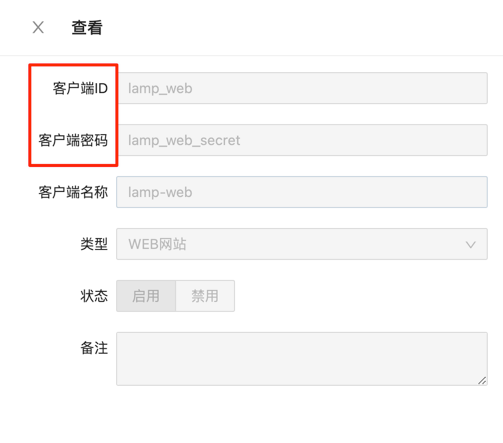 查看
客户端ID lamp_web
客户端密码 lamp_web_secret
客户端名称 lamp-web
类型 WEB网站
状态 启用 禁用
备注